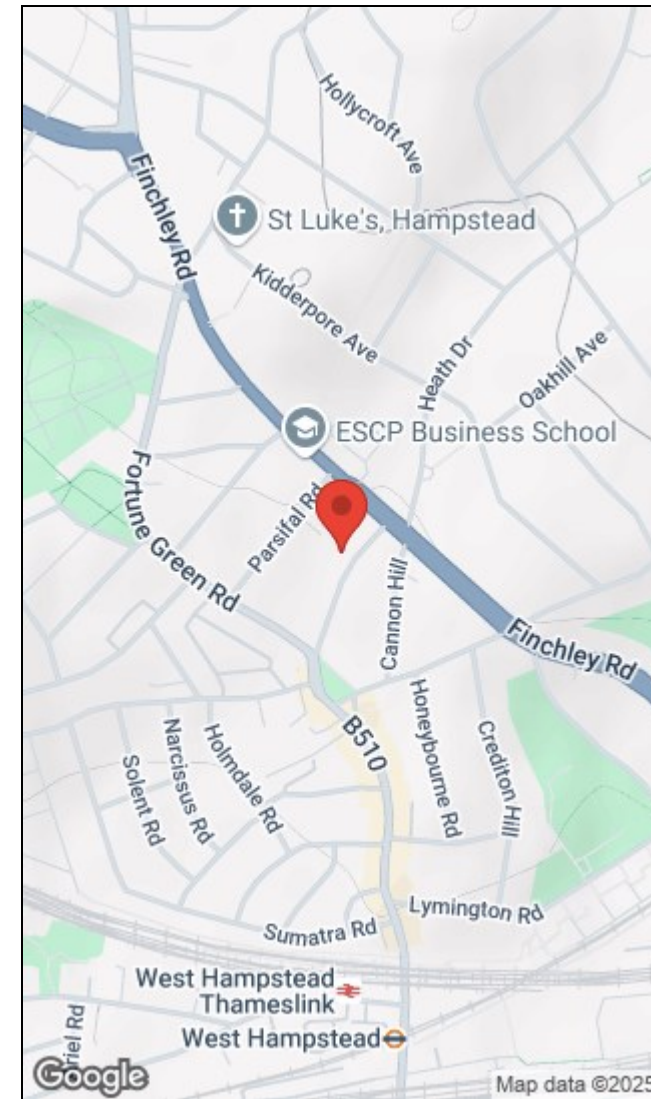 Hollycroft Ave
Finchley Rd
St Luke's, Hampstead
Kidderpore Ave
Heath Dr
Oakhill Ave
ESCP Business School
Fortune Green Rd
Parsifal Rd
Cannon Hill
Finchley Rd
B510
Honeybourne Rd
Crediton Hill
Holmdale Rd
Narcissus Rd
Solent Rd
Lymington Rd
Sumatra Rd
West Hampstead
Thameslink
West Hampstead
riel Rd
Google
Map data ©2025